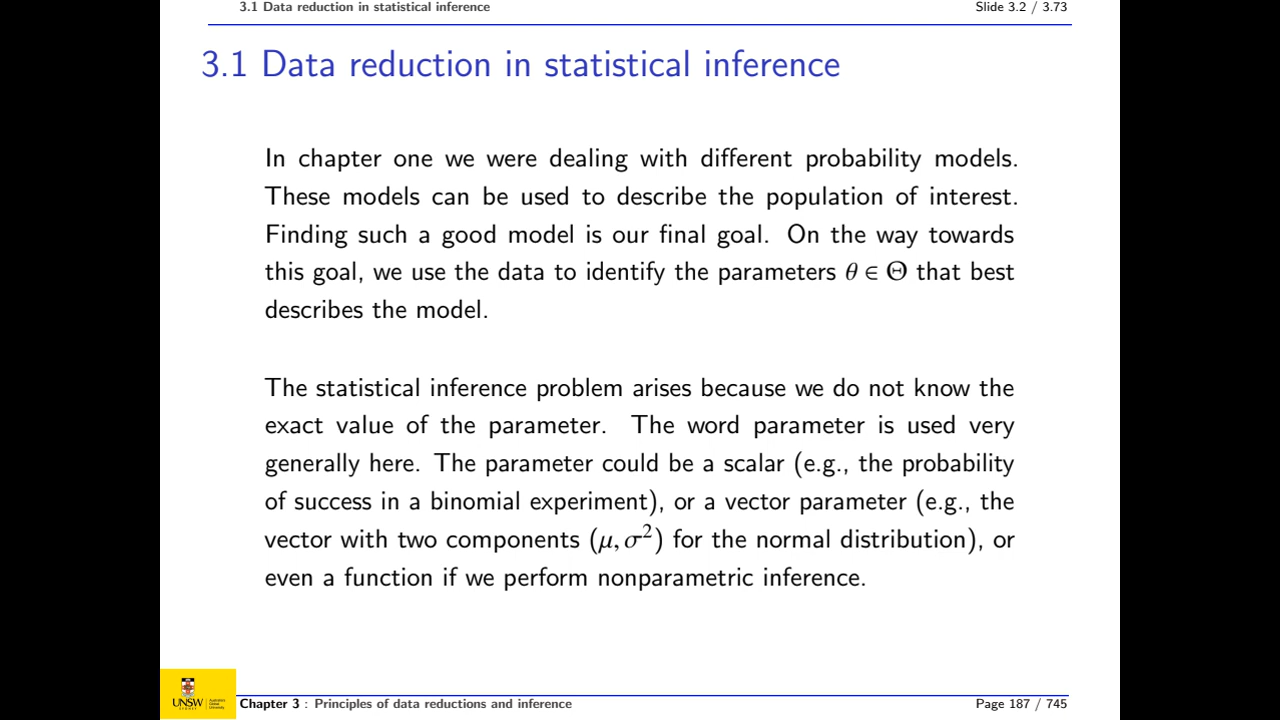 3.1 Data reduction in statistical inference
Slide 3.2 / 3.73
3.1 Data reduction in statistical inference
In chapter one we were dealing with different probability models.
These models can be used to describe the population of interest.
Finding such a good model is our final goal. On the way towards
this goal, we use the data to identify the parameters θ ∈ Θ that best
describes the model.
The statistical inference problem arises because we do not know the
exact value of the parameter. The word parameter is used very
generally here. The parameter could be a scalar (e.g., the probability
of success in a binomial experiment), or a vector parameter (e.g., the
vector with two components (μ, σ²) for the normal distribution), or
even a function if we perform nonparametric inference.
UNSW
SYDNEY
Australia's
Global
University
Chapter 3 : Principles of data reductions and inference
Page 187 / 745